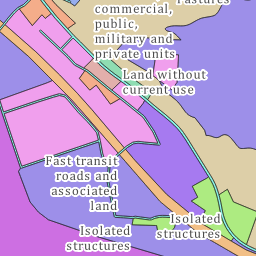 Pastures
commercial,
public,
military and
private units
Land without
current use
Fast transit
roads and
associated
land
Isolated
structures
Isolated
structures